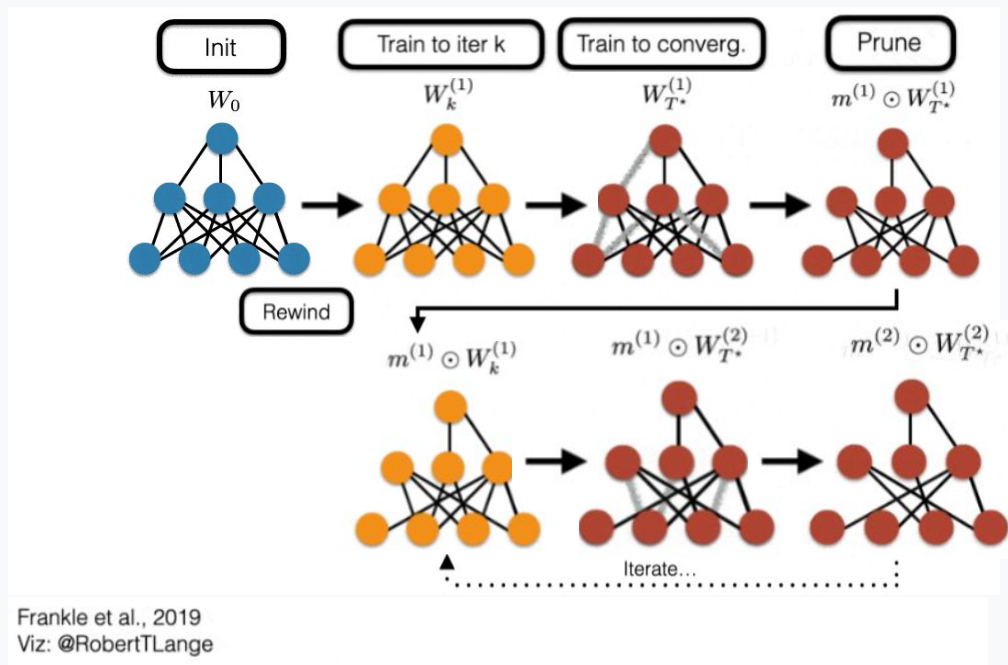 Init
Train to iter k
Train to converg.
Prune
W₀
W_k^(1)
W_T⋆^(1)
m^(1) ⊙ W_T⋆^(1)
Rewind
m^(1) ⊙ W_k^(1)
m^(1) ⊙ W_T⋆^(2)
m^(2) ⊙ W_T⋆^(2)
Iterate...
Frankle et al., 2019
Viz: @RobertTLange